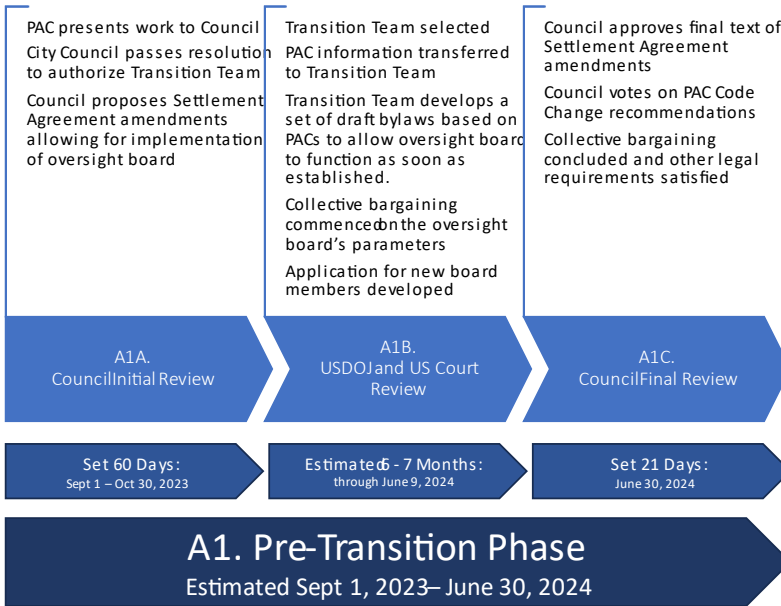 PAC presents work to Council
City Council passes resolution
to authorize Transition Team
Council proposes Settlement
Agreement amendments
allowing for implementation
of oversight board
Transition Team selected
PAC information transferred
to Transition Team
Transition Team develops a
set of draft bylaws based on
PACs to allow oversight board
to function as soon as
established.
Collective bargaining
commenced on the oversight
board's parameters
Application for new board
members developed
Council approves final text of
Settlement Agreement
amendments
Council votes on PAC Code
Change recommendations
Collective bargaining
concluded and other legal
requirements satisfied
A1A.
Council Initial Review
A1B.
USDOJ and US Court
Review
A1C.
Council Final Review
Set 60 Days:
Sept 1 – Oct 30, 2023
Estimated 6 - 7 Months:
through June 9, 2024
Set 21 Days:
June 30, 2024
A1. Pre-Transition Phase
Estimated Sept 1, 2023– June 30, 2024